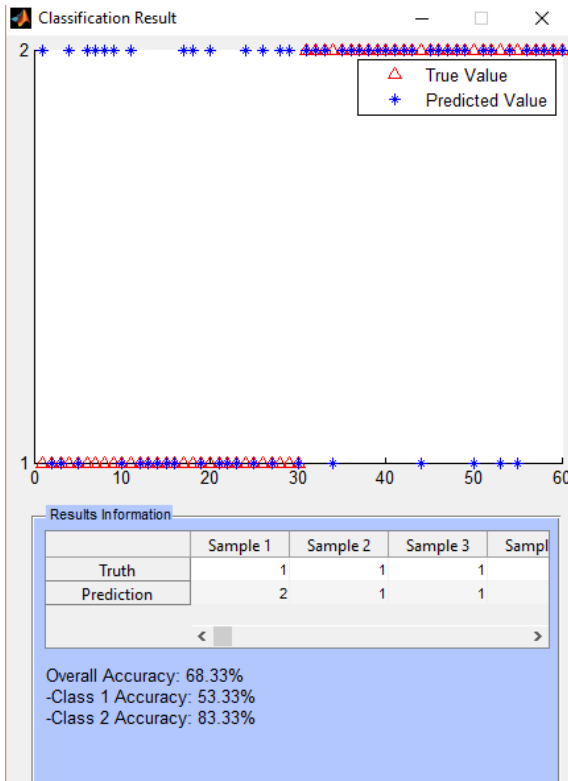 Classification Result
2
True Value
Predicted Value
1
0 10 20 30 40 50 60
Results Information
Sample 1 Sample 2 Sample 3 Sampl
Truth 1 1 1
Prediction 2 1 1
Overall Accuracy: 68.33%
-Class 1 Accuracy: 53.33%
-Class 2 Accuracy: 83.33%